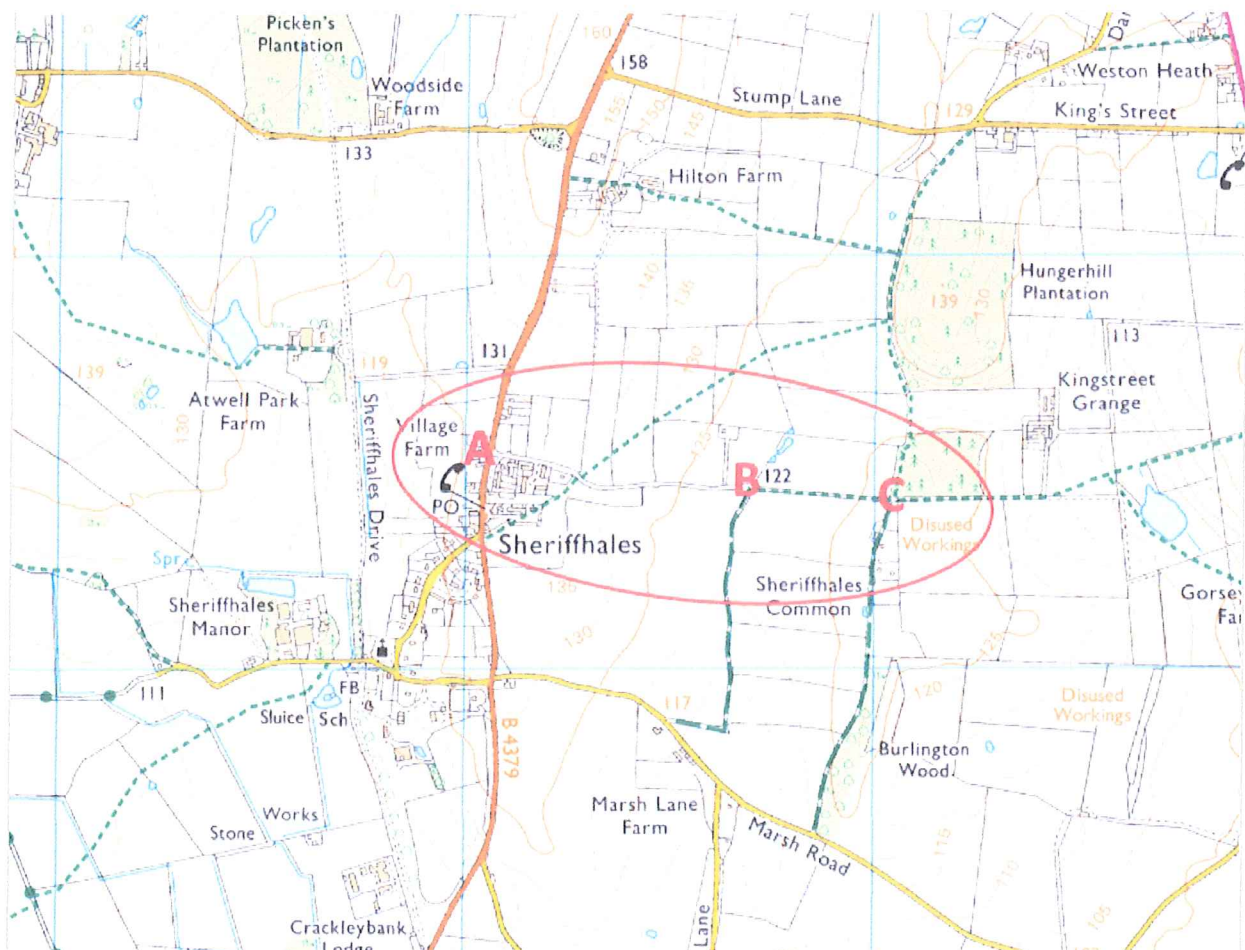 Picken's
Plantation
160
158
Woodside
Farm
Stump Lane
Weston Heath
King's Street
129
133
155
150
145
Hilton Farm
140
135
139
130
Hungerhill
Plantation
113
Kingstreet
Grange
139
130
Atwell Park
Farm
119
131
130
125
Sheriffhales Drive
Village
Farm
A
PO
B
122
C
Sheriffhales
Disused
Workings
Spr
Sheriffhales
Manor
Sheriffhales
Common
130
130
125
120
111
FB
Sluice
Sch
117
B 4379
Disused
Workings
Burlington
Wood
Works
Stone
Marsh Lane
Farm
Marsh Road
115
110
105
Crackleybank
Lane